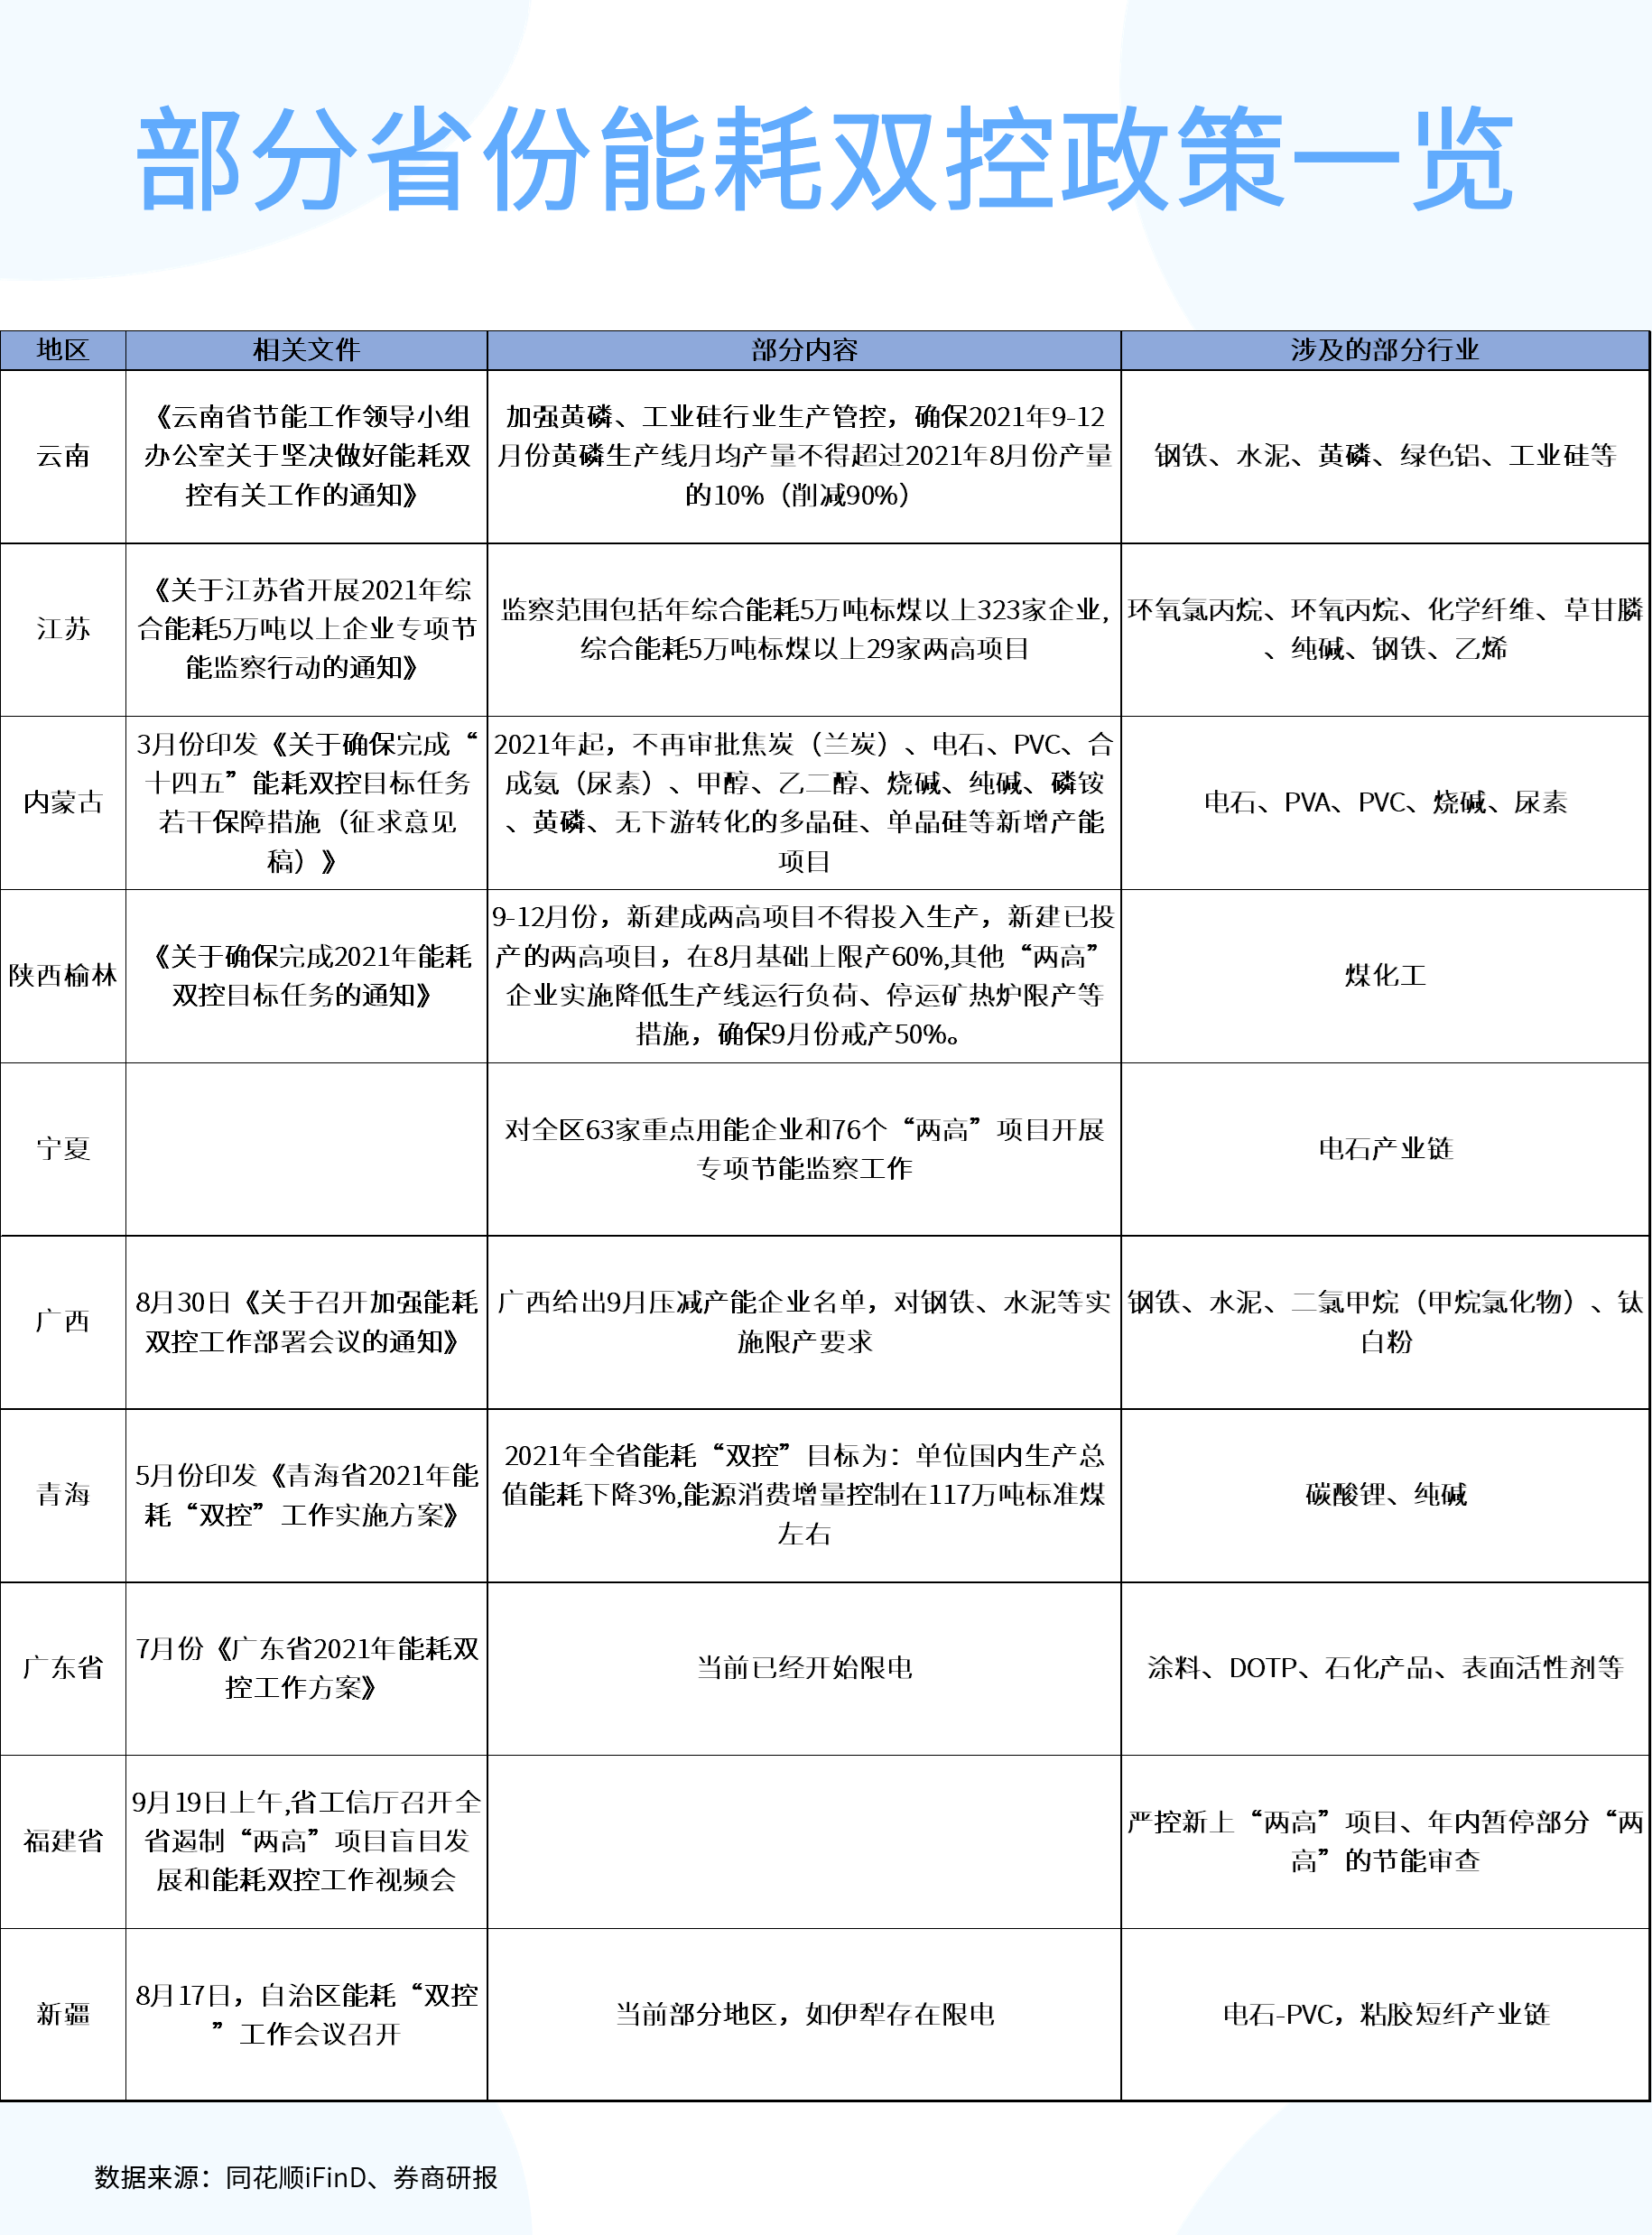 部分省份能耗双控政策一览
地区
相关文件
部分内容
涉及的部分行业
云南
《云南省节能工作领导小组
办公室关于坚决做好能耗双
控有关工作的通知》
加强黄磷、工业硅行业生产管控，确保2021年9-12
月份黄磷生产线月均产量不得超过2021年8月份产量
的10%（削减90%）
钢铁、水泥、黄磷、绿色铝、工业硅等
江苏
《关于江苏省开展2021年综
合能耗5万吨以上企业专项节
能监察行动的通知》
监察范围包括年综合能耗5万吨标煤以上323家企业,
综合能耗5万吨标煤以上29家两高项目
环氧氯丙烷、环氧丙烷、化学纤维、草甘膦
、纯碱、钢铁、乙烯
内蒙古
3月份印发《关于确保完成“
十四五”能耗双控目标任务
若干保障措施（征求意见
稿）》
2021年起，不再审批焦炭（兰炭）、电石、PVC、合
成氨（尿素）、甲醇、乙二醇、烧碱、纯碱、磷铵
、黄磷、无下游转化的多晶硅、单晶硅等新增产能
项目
电石、PVA、PVC、烧碱、尿素
陕西榆林
《关于确保完成2021年能耗
双控目标任务的通知》
9-12月份，新建成两高项目不得投入生产，新建已投
产的两高项目，在8月基础上限产60%,其他“两高”
企业实施降低生产线运行负荷、停运矿热炉限产等
措施，确保9月份戒产50%。
煤化工
宁夏
对全区63家重点用能企业和76个“两高”项目开展
专项节能监察工作
电石产业链
广西
8月30日《关于召开加强能耗
双控工作部署会议的通知》
广西给出9月压减产能企业名单，对钢铁、水泥等实
施限产要求
钢铁、水泥、二氯甲烷（甲烷氯化物）、钛
白粉
青海
5月份印发《青海省2021年能
耗“双控”工作实施方案》
2021年全省能耗“双控”目标为：单位国内生产总
值能耗下降3%,能源消费增量控制在117万吨标准煤
左右
碳酸锂、纯碱
广东省
7月份《广东省2021年能耗双
控工作方案》
当前已经开始限电
涂料、DOTP、石化产品、表面活性剂等
福建省
9月19日上午,省工信厅召开全
省遏制“两高”项目盲目发
展和能耗双控工作视频会
严控新上“两高”项目、年内暂停部分“两
高”的节能审查
新疆
8月17日，自治区能耗“双控
”工作会议召开
当前部分地区，如伊犁存在限电
电石-PVC，粘胶短纤产业链
数据来源：同花顺iFinD、券商研报